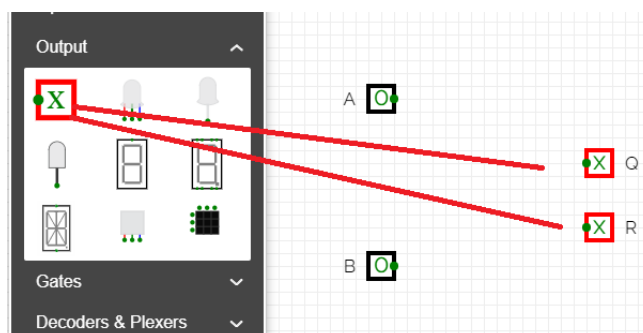 Output
X
A O
X Q
X R
B O
Gates
Decoders & Plexers